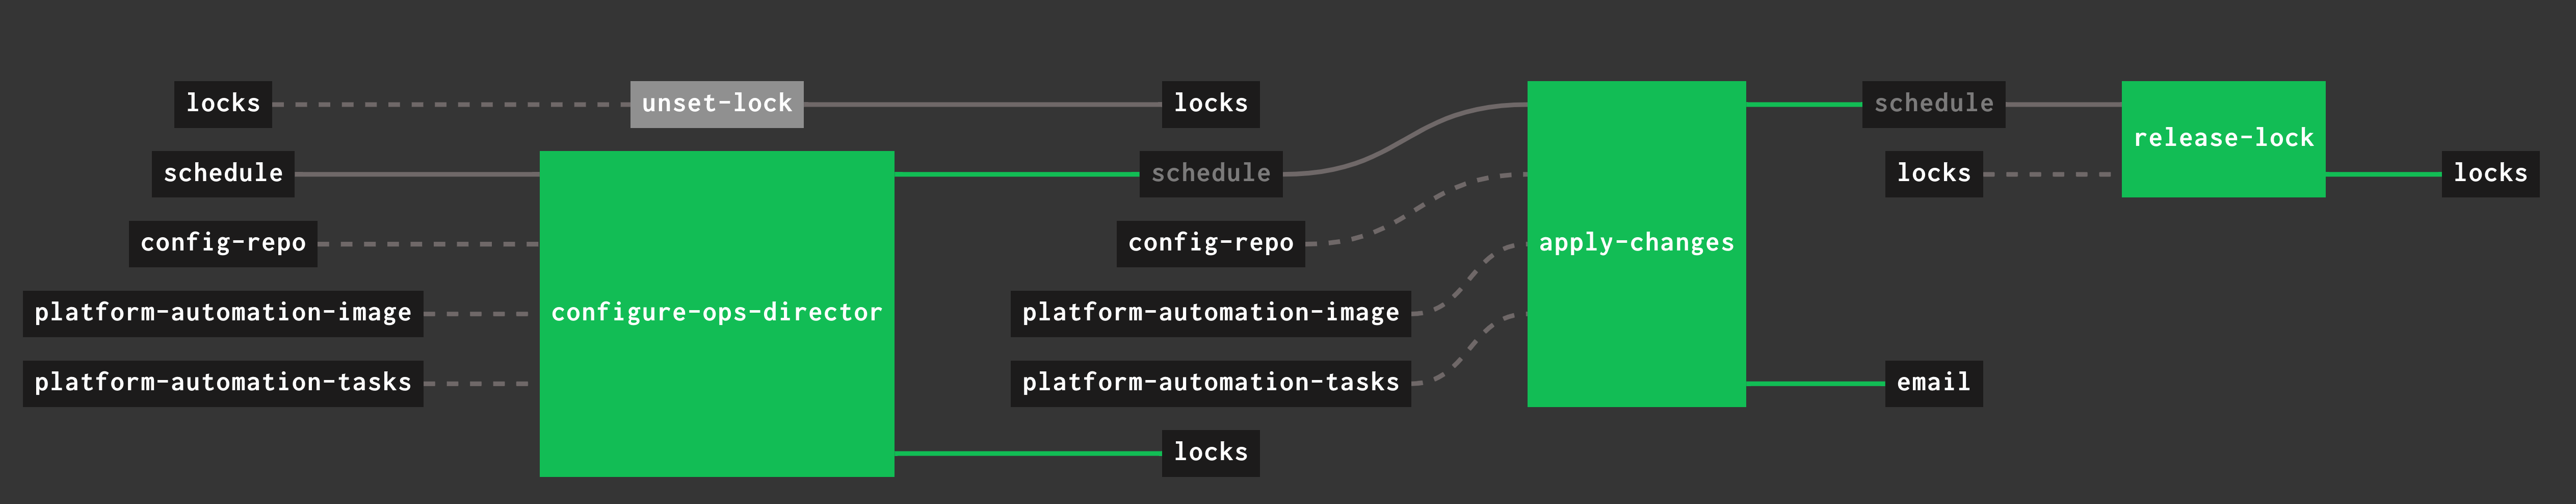 locks
unset-lock
locks
schedule
schedule
schedule
release-lock
locks
locks
config-repo
config-repo
apply-changes
platform-automation-image
configure-ops-director
platform-automation-image
platform-automation-tasks
platform-automation-tasks
email
locks